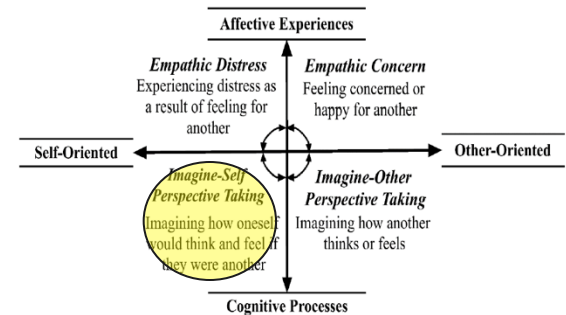 Affective Experiences
Empathic Distress
Experiencing distress as
a result of feeling for
another
Empathic Concern
Feeling concerned or
happy for another
Self-Oriented
Other-Oriented
Imagine-Self
Perspective Taking
Imagining how oneself
would think and feel if
they were another
Imagine-Other
Perspective Taking
Imagining how another
thinks or feels
Cognitive Processes